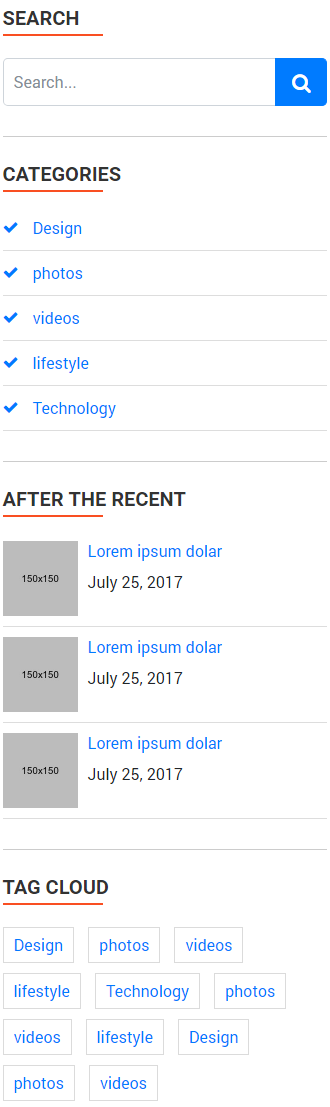 SEARCH
Search...
CATEGORIES
Design
photos
videos
lifestyle
Technology
AFTER THE RECENT
150x150
Lorem ipsum dolar
July 25, 2017
150x150
Lorem ipsum dolar
July 25, 2017
150x150
Lorem ipsum dolar
July 25, 2017
TAG CLOUD
Design photos videos
lifestyle Technology photos
videos lifestyle Design
photos videos